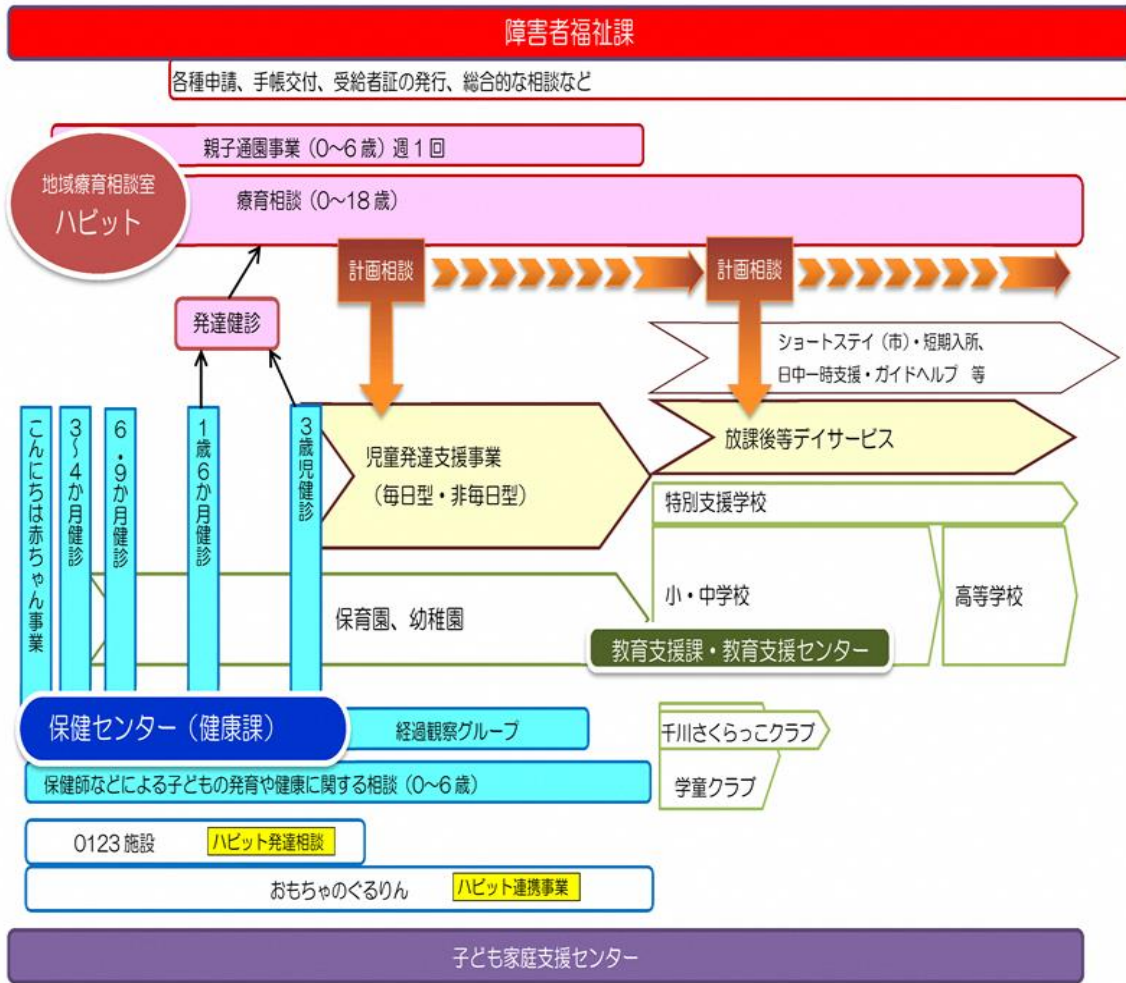 障害者福祉課
各種申請、手帳交付、受給者証の発行、総合的な相談など
親子通園事業（0～6歳）週1回
地域療育相談室
ハビット
療育相談（0～18歳）
計画相談
計画相談
発達健診
ショートステイ（市）・短期入所、
日中一時支援・ガイドヘルプ 等
こんにちは赤ちゃん事業
3～4か月健診
6・9か月健診
1歳6か月健診
3歳児健診
児童発達支援事業
（毎日型・非毎日型）
放課後等デイサービス
特別支援学校
保育園、幼稚園
小・中学校
高等学校
教育支援課・教育支援センター
保健センター（健康課）
経過観察グループ
千川さくらっこクラブ
保健師などによる子どもの発育や健康に関する相談（0～6歳）
学童クラブ
0123施設
ハビット発達相談
おもちゃのぐるりん
ハビット連携事業
子ども家庭支援センター